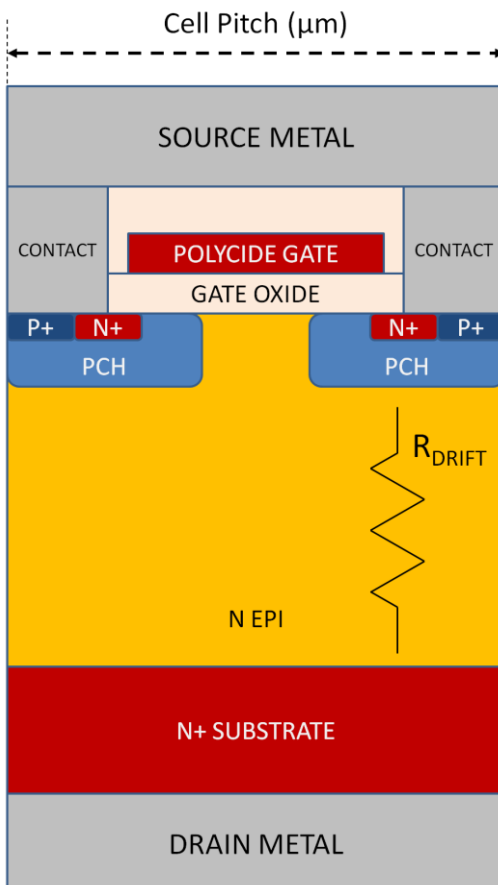 Cell Pitch (µm)
SOURCE METAL
CONTACT
POLYCIDE GATE
CONTACT
GATE OXIDE
P+
N+
N+
P+
PCH
PCH
RDRIFT
N EPI
N+ SUBSTRATE
DRAIN METAL